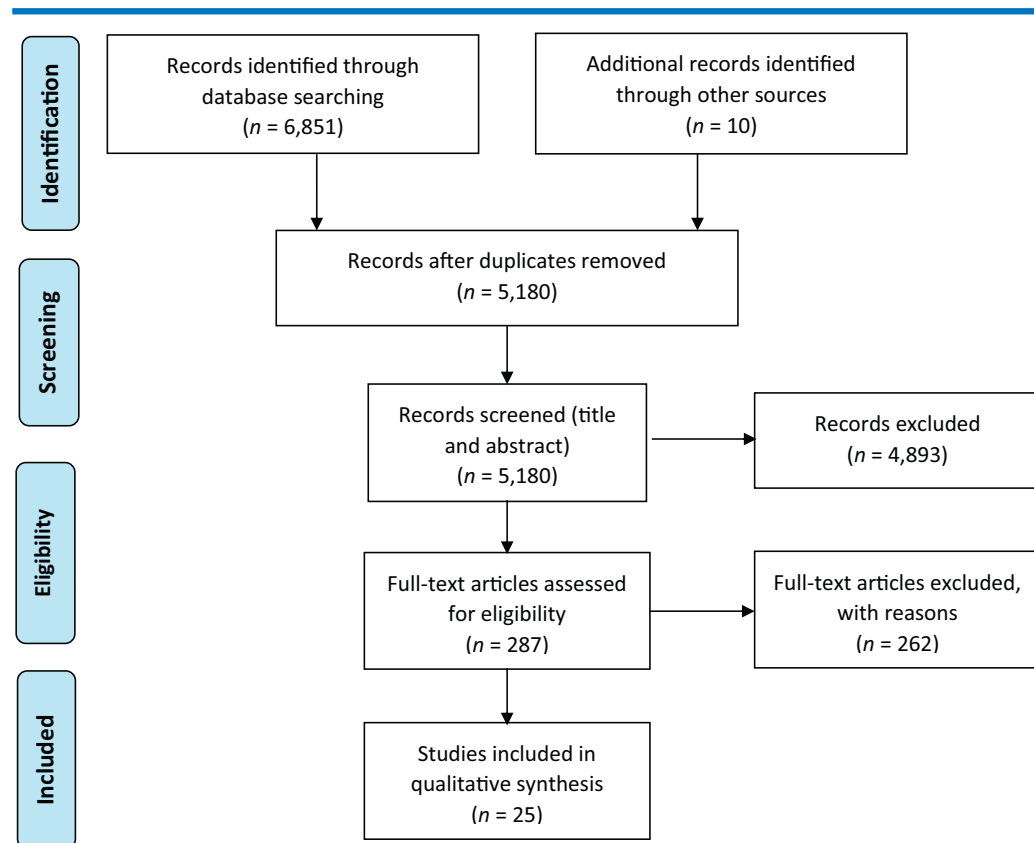 Identification
Records identified through
database searching
(n = 6,851)
Additional records identified
through other sources
(n = 10)
Screening
Records after duplicates removed
(n = 5,180)
Records screened (title
and abstract)
(n = 5,180)
Records excluded
(n = 4,893)
Eligibility
Full-text articles assessed
for eligibility
(n = 287)
Full-text articles excluded,
with reasons
(n = 262)
Included
Studies included in
qualitative synthesis
(n = 25)